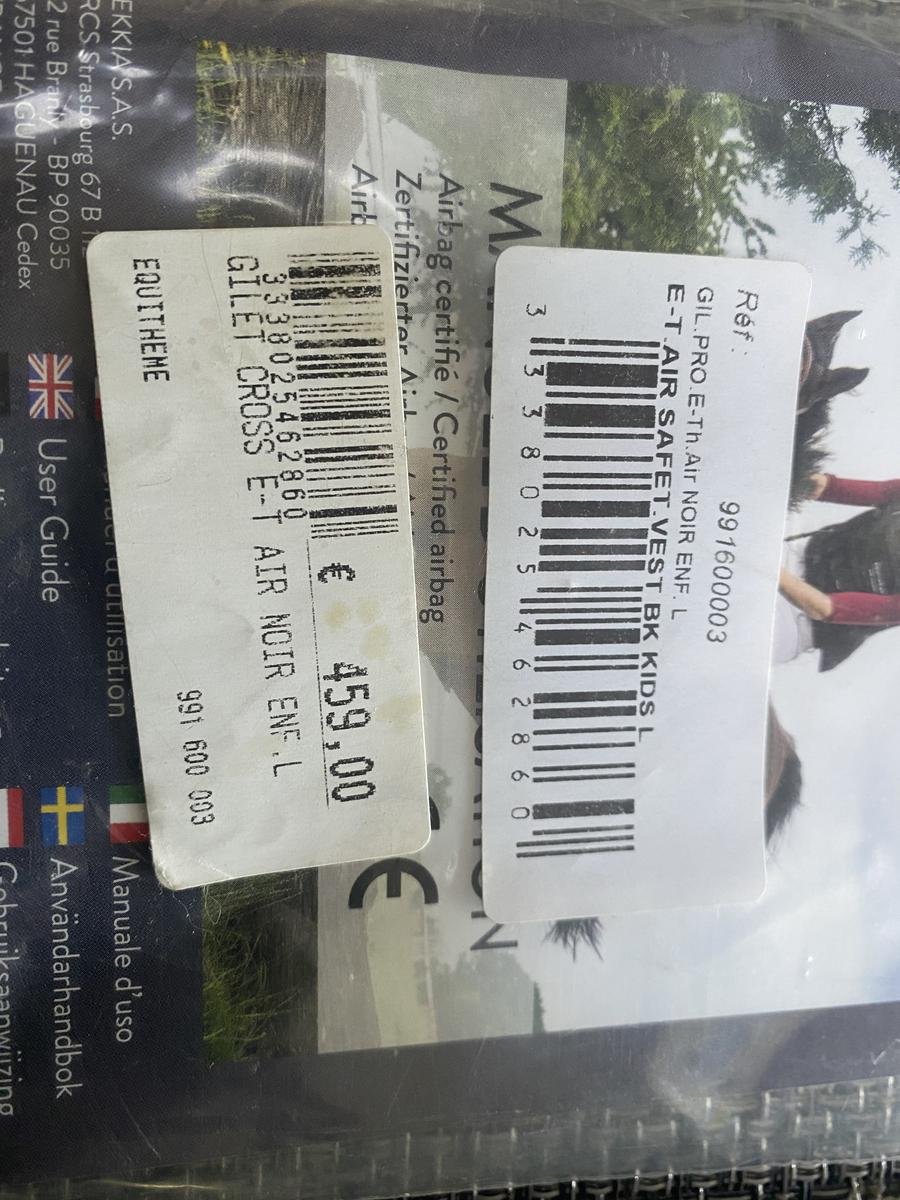 Réf :
991600003
GIL.PRO.E-Th.Air NOIR ENF. L
E-T.AIR SAFET.VEST BK KIDS L
3 338025 462860
Airbag certifié / Certified airbag
Zertifizierter
CE
3338025462860
€ 459,00
GILET CROSS E-T AIR NOIR ENF.L
991 600 003
EQUITHEME
EKKIA S.A.S.
RCS Strasbourg 67 B
2 rue Branly - BP 90035
67501 HAGUENAU Cedex
utilisation
User Guide
Manuale d'uso
Användarhandbok
Gebruiksaanwijzing